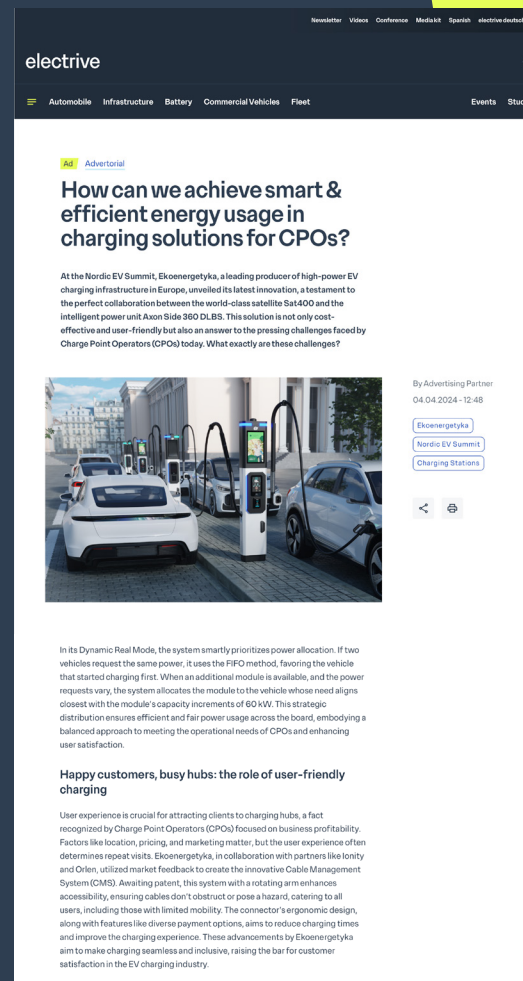 Newsletter Videos Conference Media kit Spanish electrive
electrive
Automobile Infrastructure Battery Commercial Vehicles Fleet Events
Ad Advertorial
How can we achieve smart &
efficient energy usage in
charging solutions for CPOs?
At the Nordic EV Summit, Ekoenergetyka, a leading producer of high-power EV
charging infrastructure in Europe, unveiled its latest innovation, a testament to
the perfect collaboration between the world-class satellite Sat400 and the
intelligent power unit Axon Side 360 DLBS. This solution is not only cost-
effective and user-friendly but also an answer to the pressing challenges faced by
Charge Point Operators (CPOs) today. What exactly are these challenges?
By Advertising Partner
04.04.2024 - 12:48
Ekoenergetyka
Nordic EV Summit
Charging Stations
In its Dynamic Real Mode, the system smartly prioritizes power allocation. If two
vehicles request the same power, it uses the FIFO method, favoring the vehicle
that started charging first. When an additional module is available, and the power
requests vary, the system allocates the module to the vehicle whose need aligns
closest with the module's capacity increments of 60 kW. This strategic
distribution ensures efficient and fair power usage across the board, embodying a
balanced approach to meeting the operational needs of CPOs and enhancing
user satisfaction.
Happy customers, busy hubs: the role of user-friendly
charging
User experience is crucial for attracting clients to charging hubs, a fact
recognized by Charge Point Operators (CPOs) focused on business profitability.
Factors like location, pricing, and marketing matter, but the user experience often
determines repeat visits. Ekoenergetyka, in collaboration with partners like Ionity
and Orlen, utilized market feedback to create the innovative Cable Management
System (CMS). Awaiting patent, this system with a rotating arm enhances
accessibility, ensuring cables don't obstruct or pose a hazard, catering to all
users, including those with limited mobility. The connector's ergonomic design,
along with features like diverse payment options, aims to reduce charging times
and improve the charging experience. These advancements by Ekoenergetyka
aim to make charging seamless and inclusive, raising the bar for customer
satisfaction in the EV charging industry.